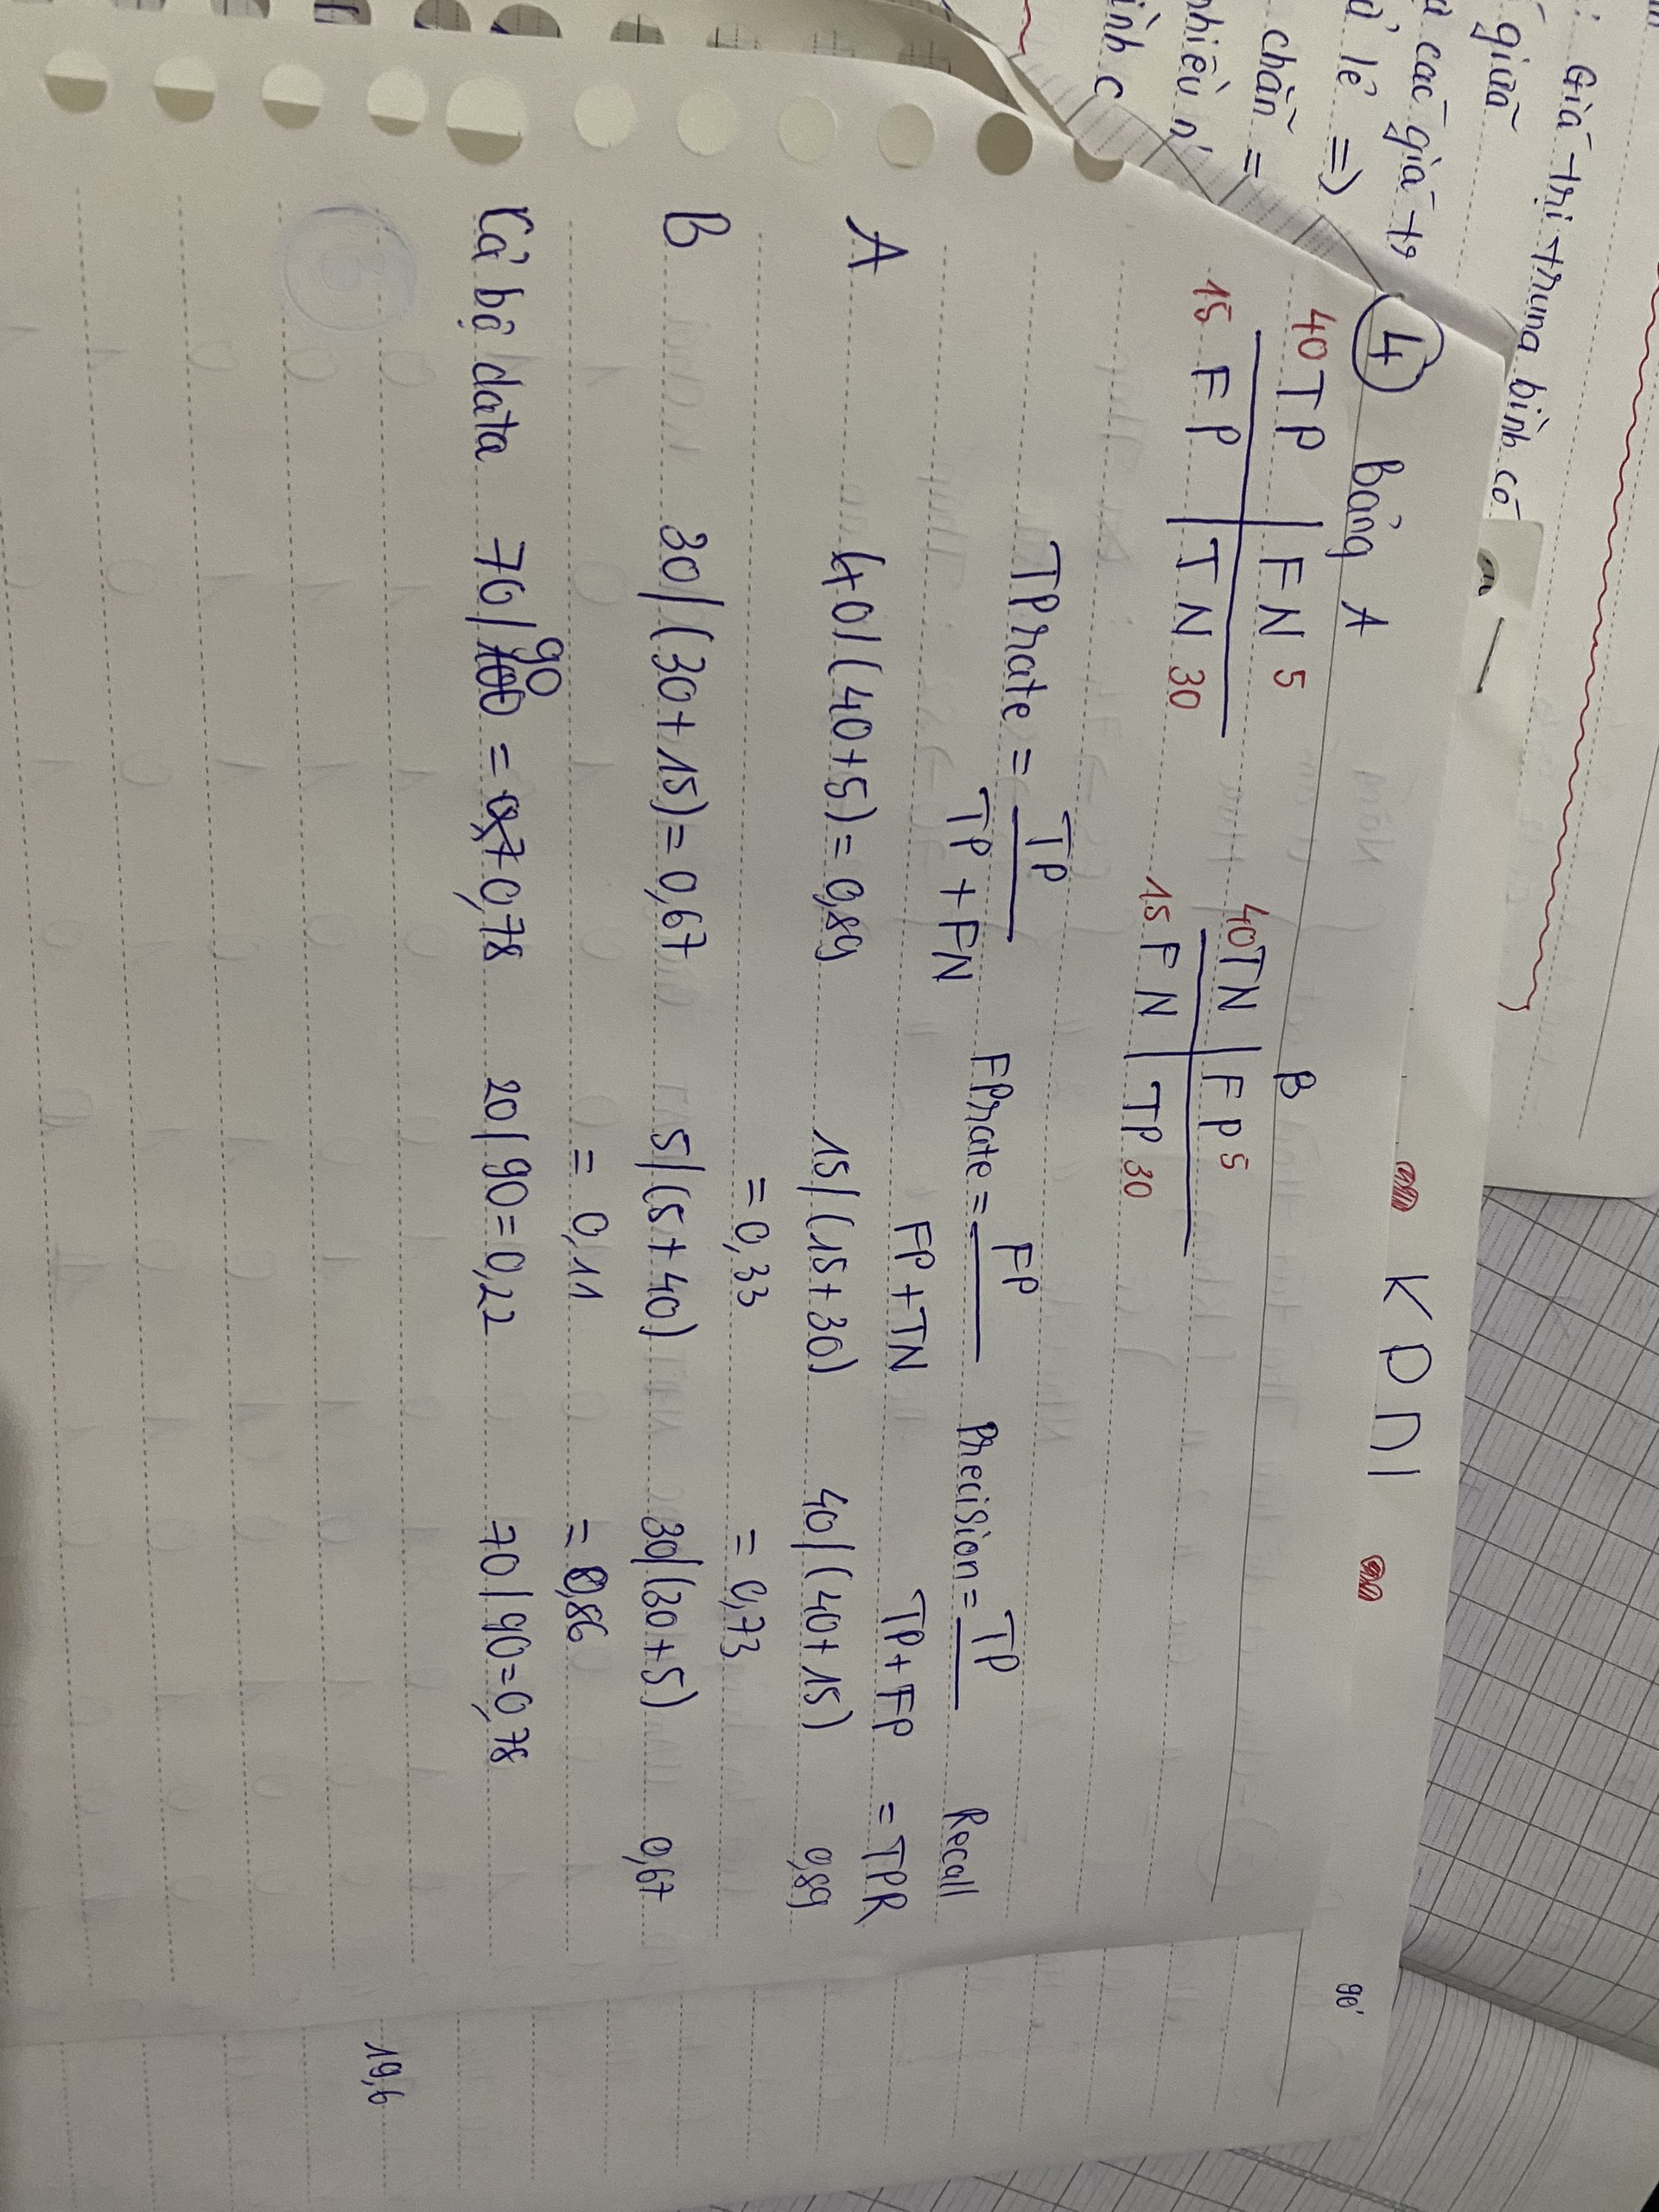 : Giá trị trung bình có
giữa
các giá trị
lẻ =)
chẵn =
nhiều
KDDI
④ Bảng A
B
40 TP | FN 5
15 FP | TN 30
40 TN | FP 5
15 FN | TP 30
TPrate = TP / TP + FN
FPrate = FP / FP + TN
Precision = TP / TP + FP
Recall = TPR
A 40/(40+5) = 0,89 15/(15+30) 40/(40+15) 0,89
= 0,33 = 0,73
B 30/(30+15) = 0,67 5/(5+40) 30/(30+5) 0,67
= 0,11 = 0,86
Cả bộ data 70/100 90 = 0,7 0,78 20/90 = 0,22 70/90 = 0,78
19,6